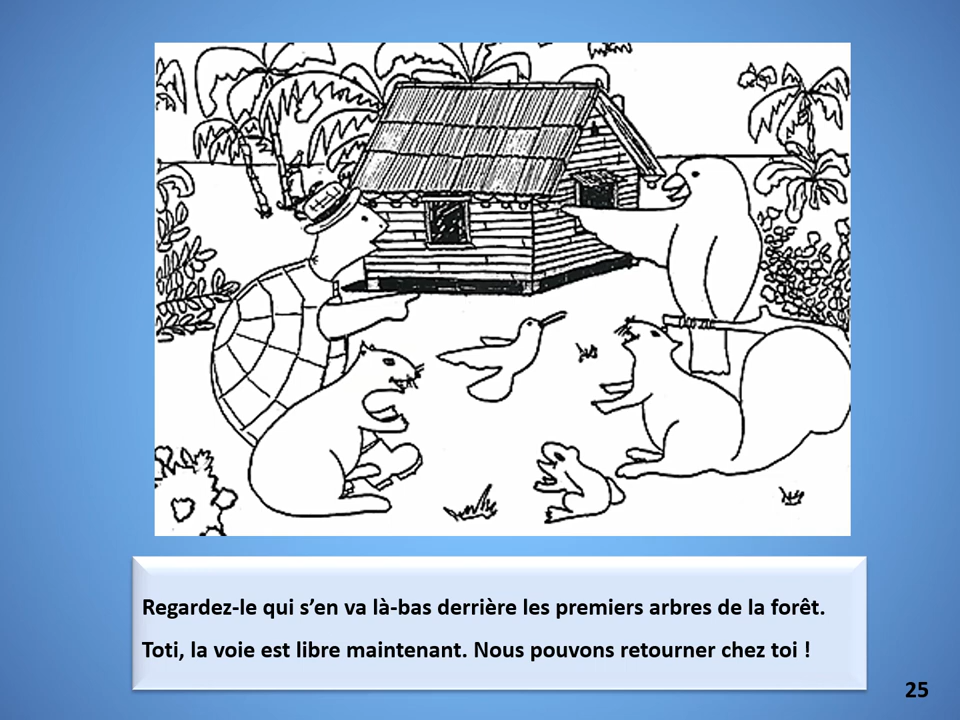 Regardez-le qui s’en va là-bas derrière les premiers arbres de la forêt.
Toti, la voie est libre maintenant. Nous pouvons retourner chez toi !
25